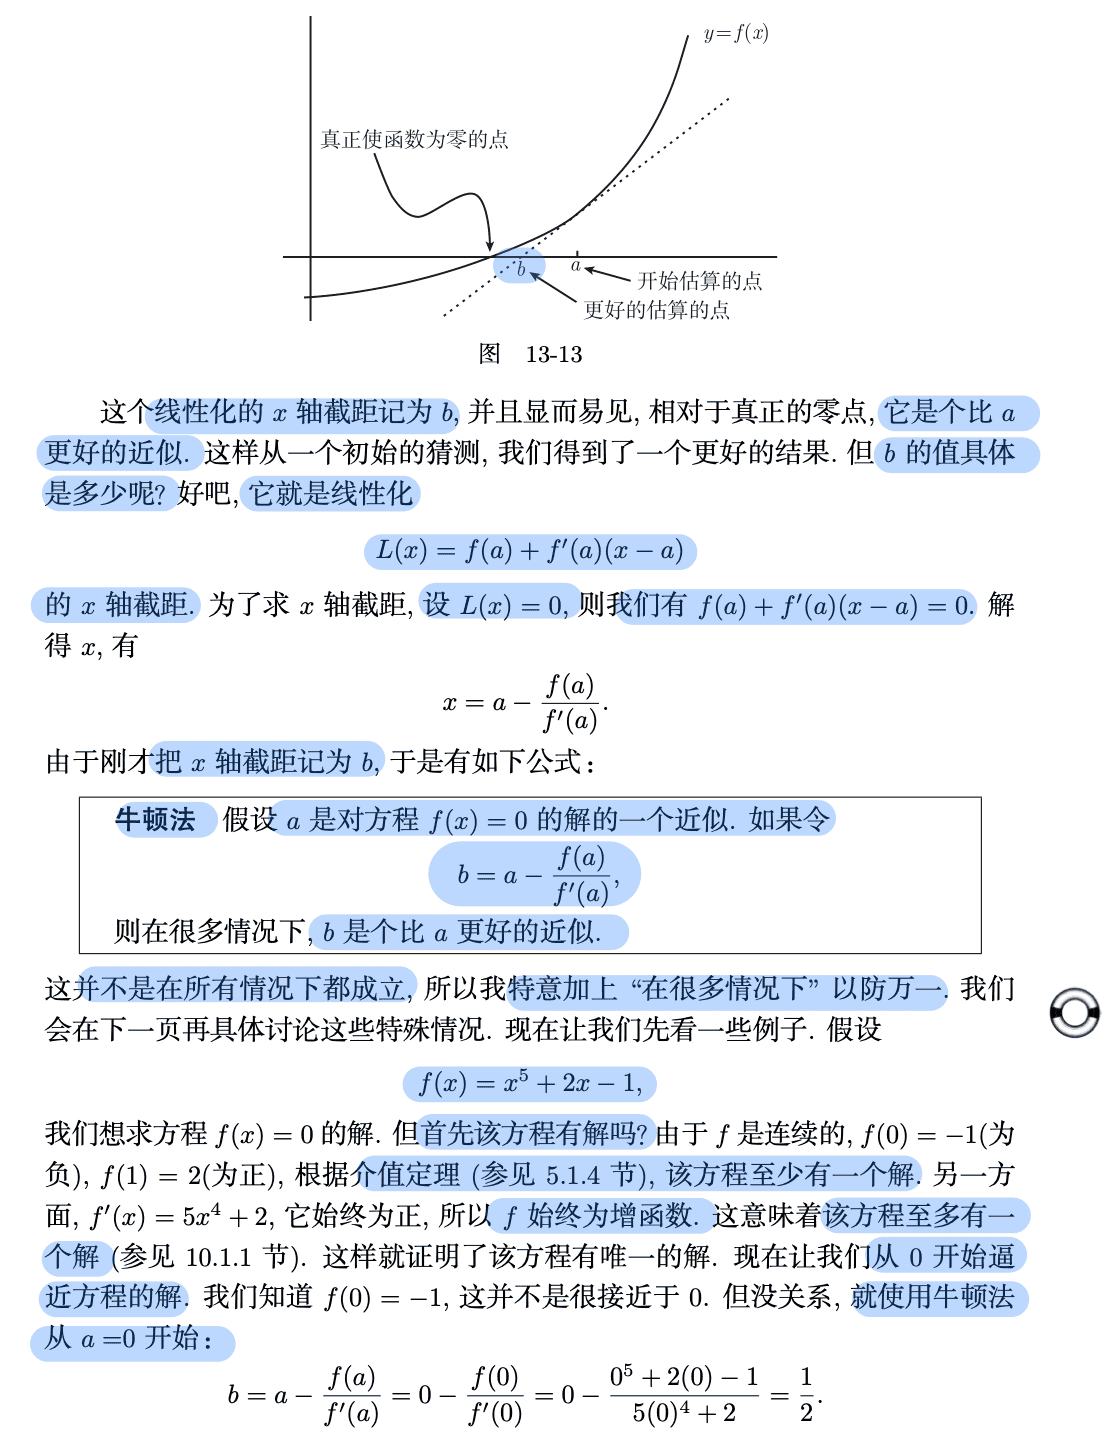 y=f(x)
真正使函数为零的点
b
a
开始估算的点
更好的估算的点
图 13-13
这个线性化的 x 轴截距记为 b, 并且显而易见, 相对于真正的零点, 它是个比 a
更好的近似. 这样从一个初始的猜测, 我们得到了一个更好的结果. 但 b 的值具体
是多少呢? 好吧, 它就是线性化
L(x) = f(a) + f′(a)(x − a)
的 x 轴截距. 为了求 x 轴截距, 设 L(x) = 0, 则我们有 f(a) + f′(a)(x − a) = 0. 解
得 x, 有
x = a − f(a)/f′(a).
由于刚才把 x 轴截距记为 b, 于是有如下公式：
牛顿法 假设 a 是对方程 f(x) = 0 的解的一个近似. 如果令
b = a − f(a)/f′(a),
则在很多情况下, b 是个比 a 更好的近似.
这并不是在所有情况下都成立, 所以我特意加上 “在很多情况下” 以防万一. 我们
会在下一页再具体讨论这些特殊情况. 现在让我们先看一些例子. 假设
f(x) = x⁵ + 2x − 1,
我们想求方程 f(x) = 0 的解. 但首先该方程有解吗? 由于 f 是连续的, f(0) = −1(为
负), f(1) = 2(为正), 根据介值定理 (参见 5.1.4 节), 该方程至少有一个解. 另一方
面, f′(x) = 5x⁴ + 2, 它始终为正, 所以 f 始终为增函数. 这意味着该方程至多有一
个解 (参见 10.1.1 节). 这样就证明了该方程有唯一的解. 现在让我们从 0 开始逼
近方程的解. 我们知道 f(0) = −1, 这并不是很接近于 0. 但没关系, 就使用牛顿法
从 a =0 开始：
b = a − f(a)/f′(a) = 0 − f(0)/f′(0) = 0 − (0⁵ + 2(0) − 1)/(5(0)⁴ + 2) = 1/2.